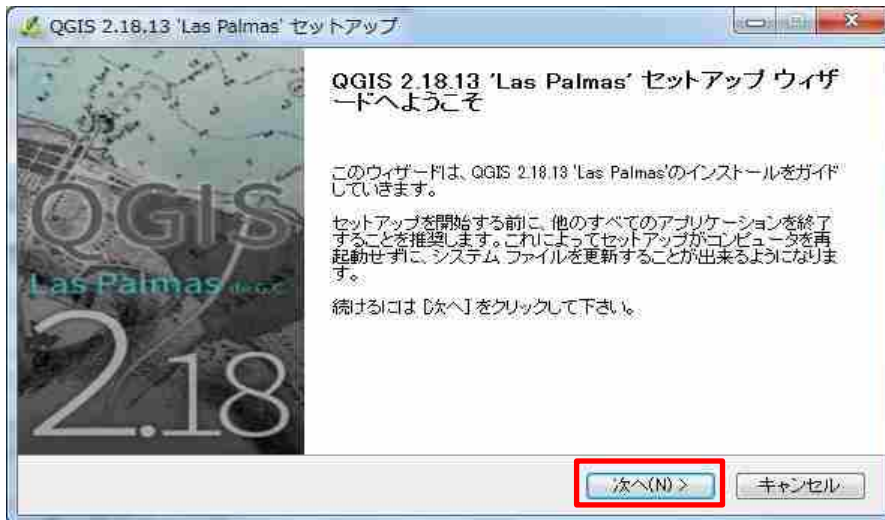 QGIS 2.18.13 'Las Palmas' セットアップ
QGIS
Las Palmas de G.C.
2.18
QGIS 2.18.13 'Las Palmas' セットアップ ウィザ
ードへようこそ
このウィザードは、QGIS 2.18.13 'Las Palmas'のインストールをガイド
していきます。
セットアップを開始する前に、他のすべてのアプリケーションを終了
することを推奨します。これによってセットアップがコンピュータを再
起動せずに、システム ファイルを更新することが出来るようになりま
す。
続けるには [次へ] をクリックして下さい。
次へ(N) >
キャンセル